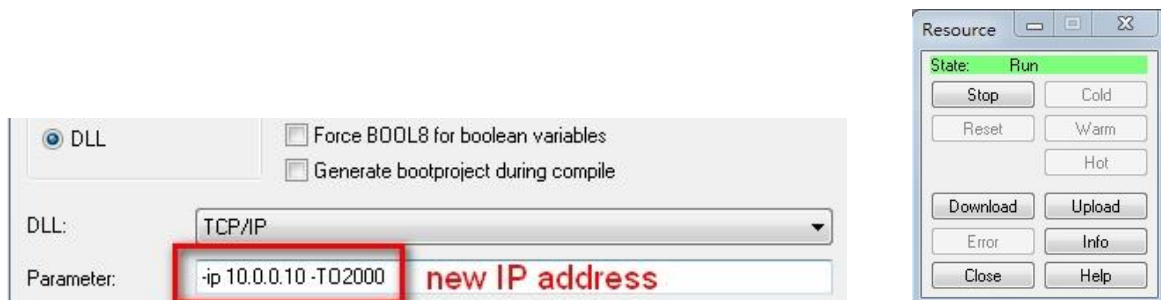 DLL
Force BOOL8 for boolean variables
Generate bootproject during compile
DLL:
TCP/IP
Parameter:
-ip 10.0.0.10 -TO2000
new IP address
Resource
State: Run
Stop
Cold
Reset
Warm
Hot
Download
Upload
Error
Info
Close
Help